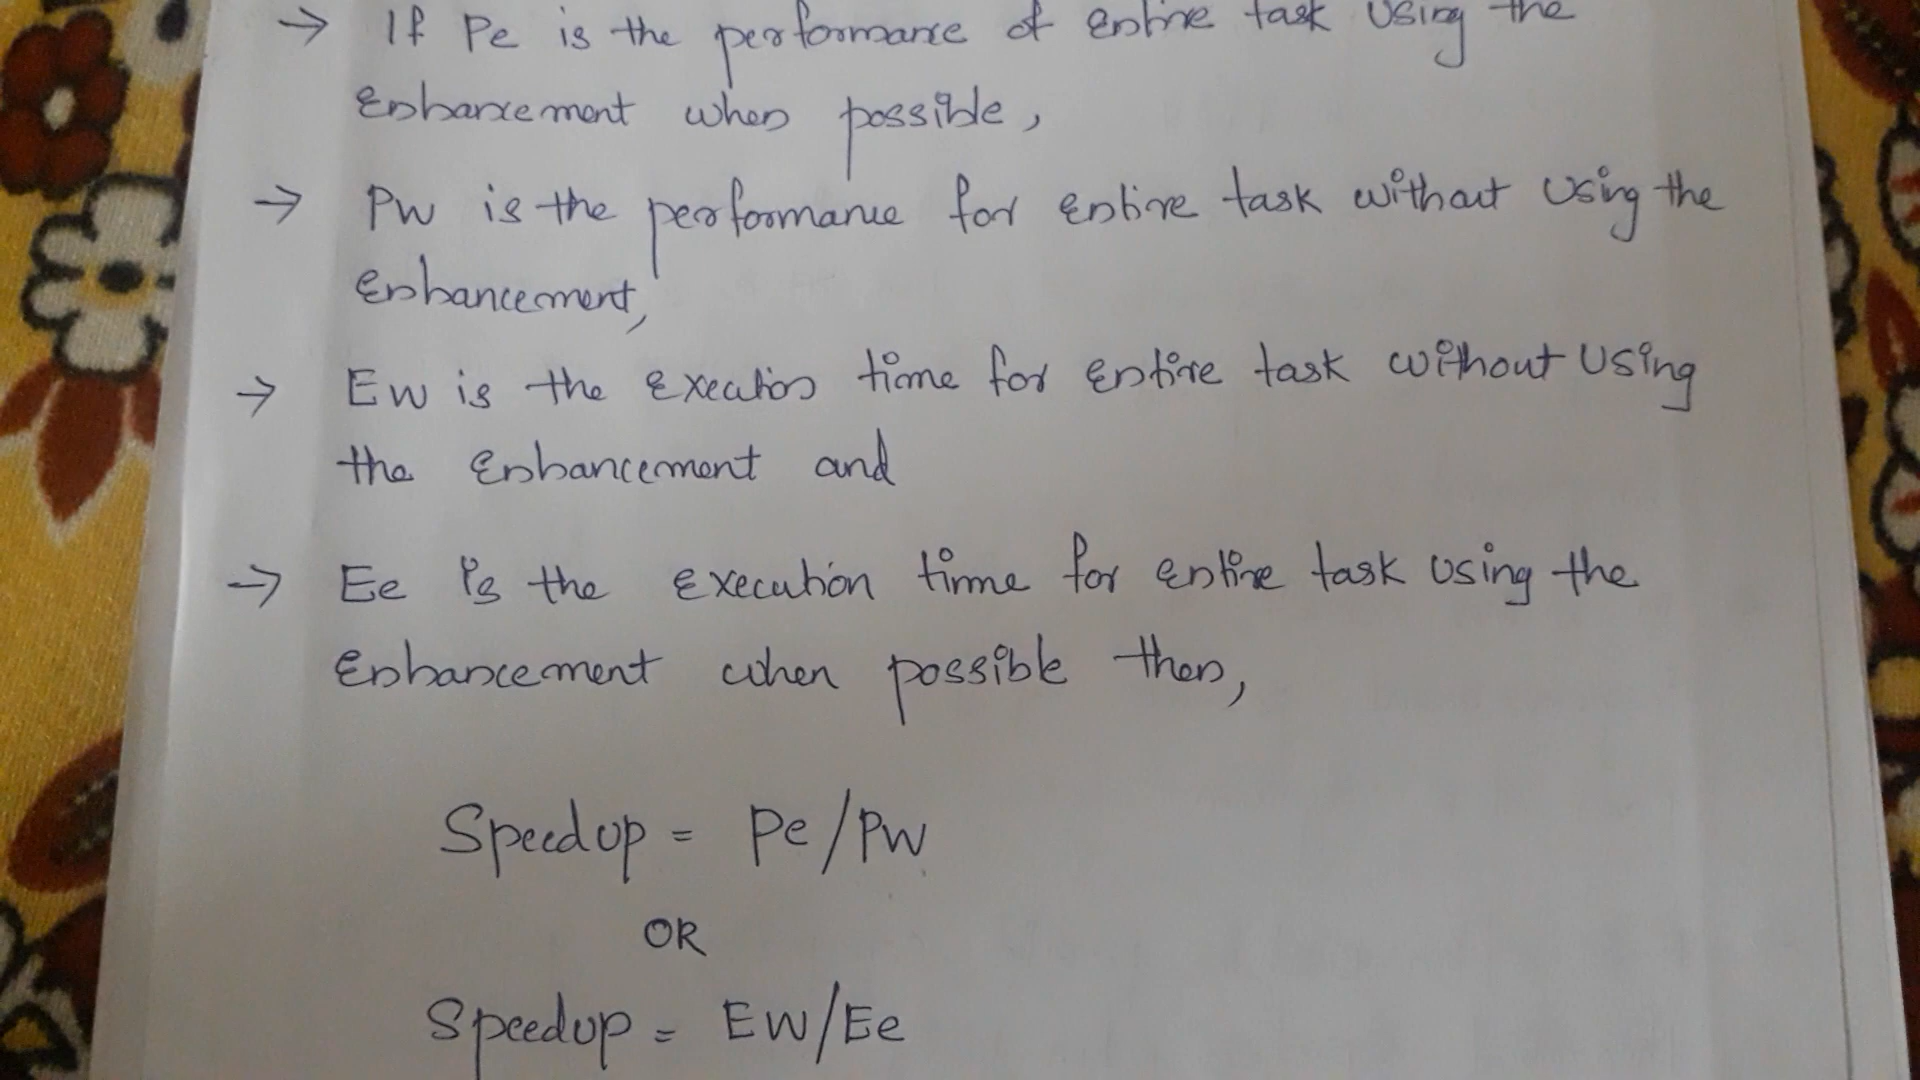 → If Pe is the performance of entire task using the
enhancement when possible,
→ Pw is the performance for entire task without using the
enhancement,
→ Ew is the execution time for entire task without using
the enhancement and
→ Ee is the execution time for entire task using the
enhancement when possible then,
Speedup = Pe/Pw
OR
Speedup = Ew/Ee